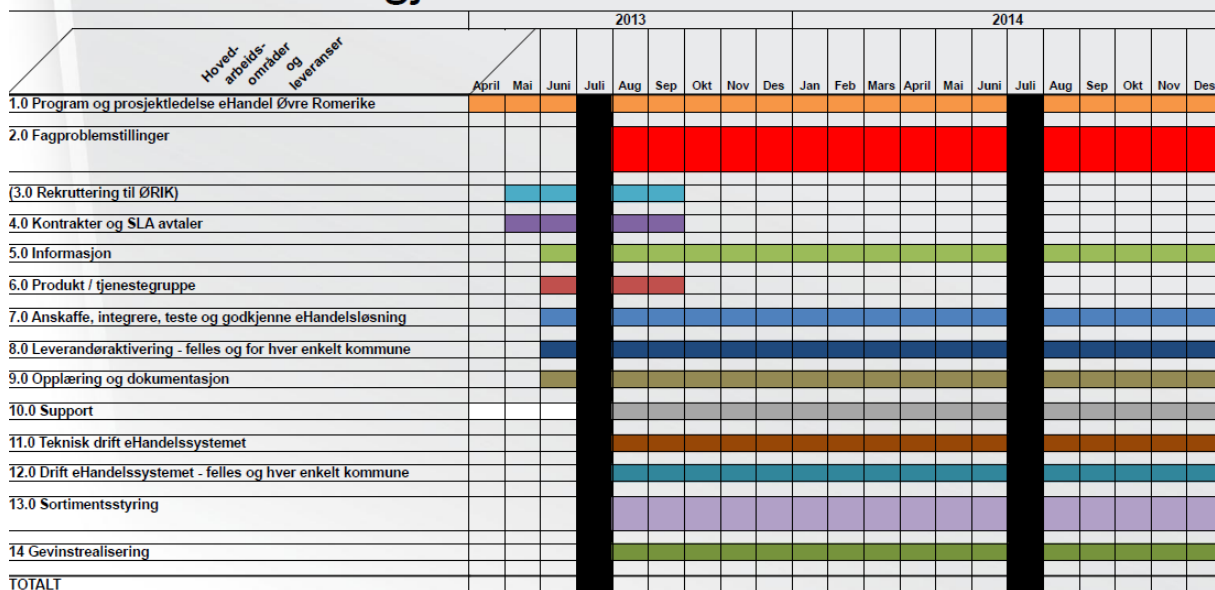 2013 2014
Hoved-
arbeids-
områder
og
leveranser
April Mai Juni Juli Aug Sep Okt Nov Des Jan Feb Mars April Mai Juni Juli Aug Sep Okt Nov Des
1.0 Program og prosjektledelse eHandel Øvre Romerike
2.0 Fagproblemstillinger
(3.0 Rekruttering til ØRIK)
4.0 Kontrakter og SLA avtaler
5.0 Informasjon
6.0 Produkt / tjenestegruppe
7.0 Anskaffe, integrere, teste og godkjenne eHandelsløsning
8.0 Leverandøraktivering - felles og for hver enkelt kommune
9.0 Opplæring og dokumentasjon
10.0 Support
11.0 Teknisk drift eHandelssystemet
12.0 Drift eHandelssystemet - felles og hver enkelt kommune
13.0 Sortimentsstyring
14 Gevinstrealisering
TOTALT